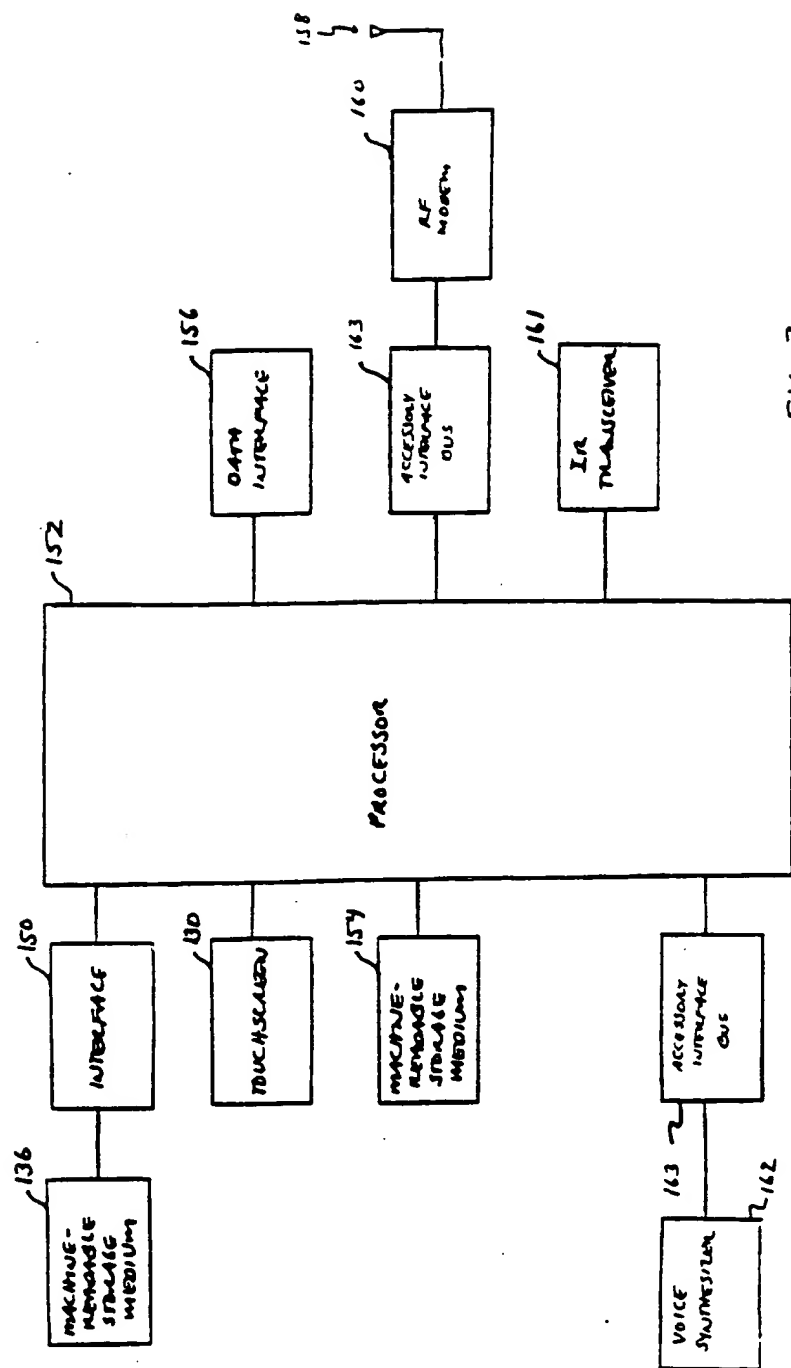 VOICE
SYNTHESIZER
162
MACHINE-
READABLE
STORAGE
MEDIUM
136
163
ACCESSORY
INTERFACE
BUS
MACHINE-
READABLE
STORAGE
MEDIUM
154
TOUCHSCREEN
130
INTERFACE
150
PROCESSOR
152
IR
TRANSCEIVER
161
ACCESSORY
INTERFACE
BUS
163
DATA
INTERFACE
156
RF
MODEM
160
158